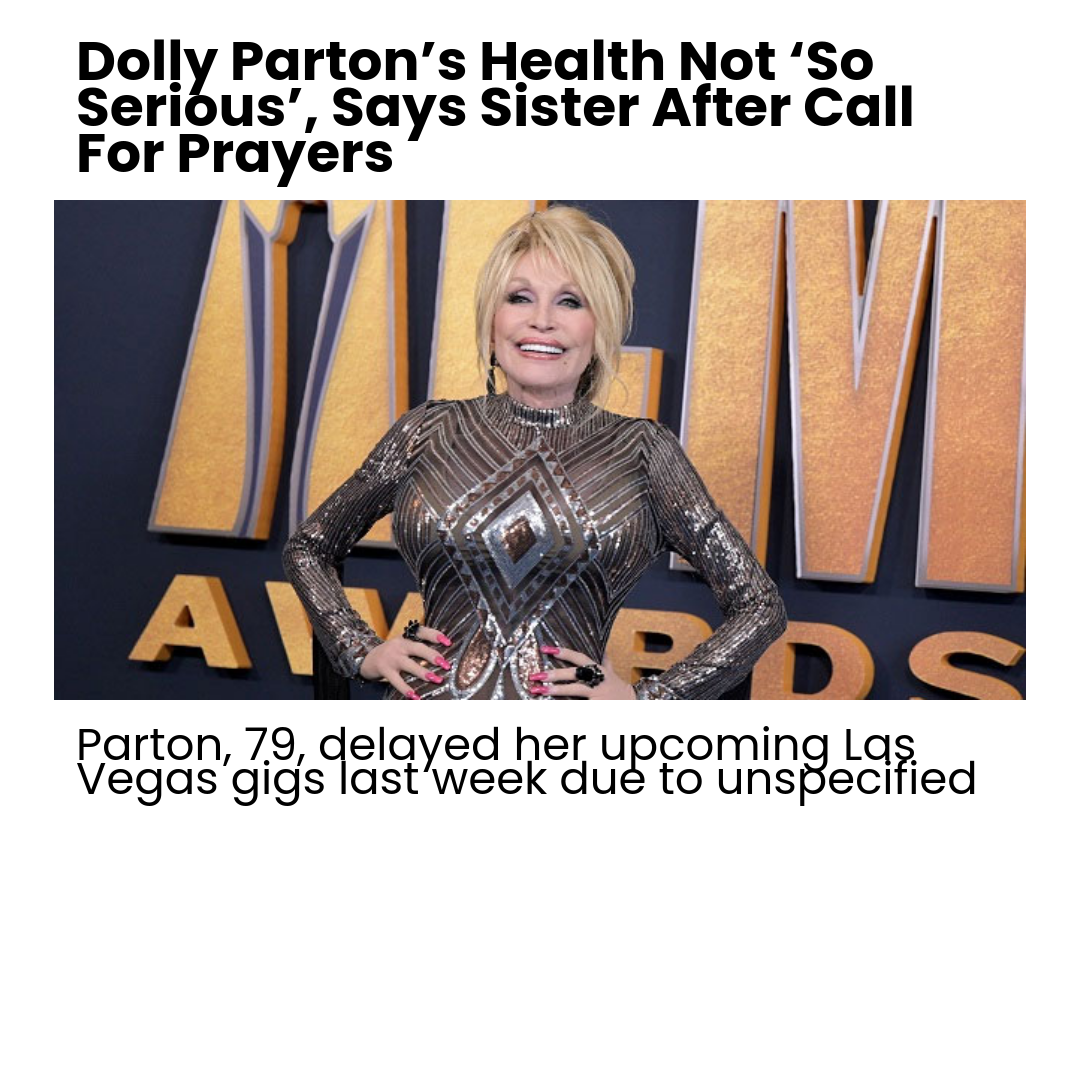 Dolly Parton’s Health Not ‘So
Serious’, Says Sister After Call
For Prayers
AWARDS
Parton, 79, delayed her upcoming Las
Vegas gigs last week due to unspecified